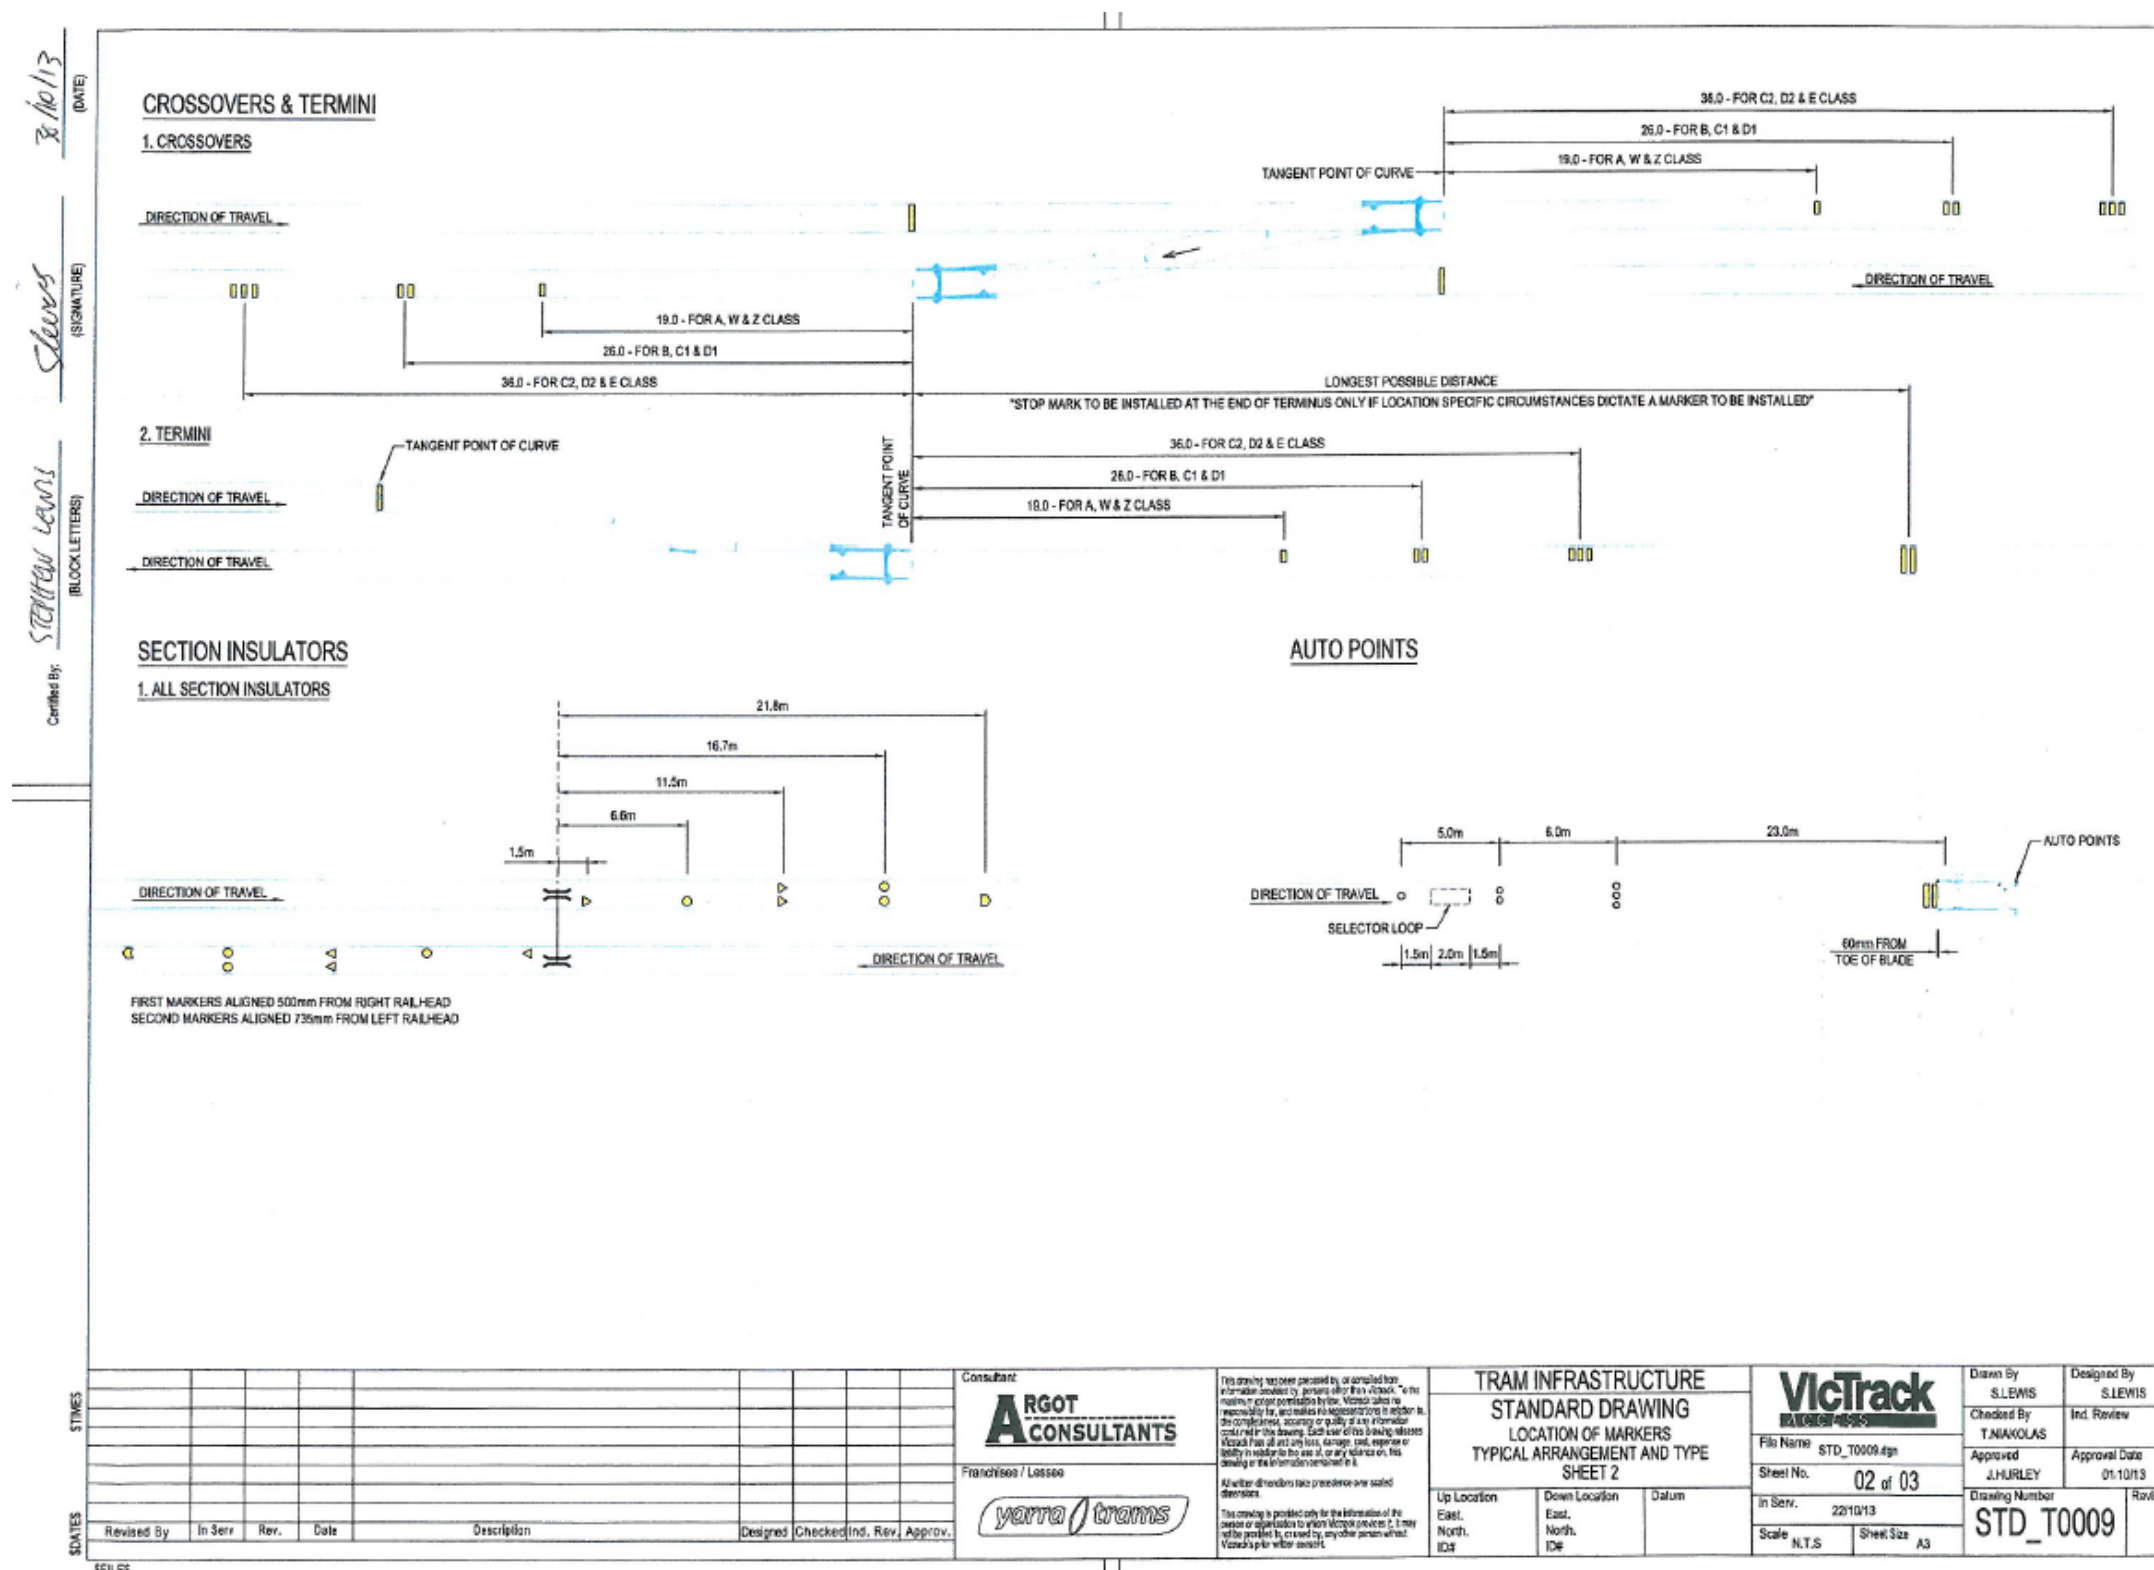 CROSSOVERS & TERMINI
1. CROSSOVERS
36.0 - FOR C2, D2 & E CLASS
26.0 - FOR B, C1 & D1
19.0 - FOR A, W & Z CLASS
TANGENT POINT OF CURVE
DIRECTION OF TRAVEL
DIRECTION OF TRAVEL
19.0 - FOR A, W & Z CLASS
26.0 - FOR B, C1 & D1
36.0 - FOR C2, D2 & E CLASS
LONGEST POSSIBLE DISTANCE
"STOP MARK TO BE INSTALLED AT THE END OF TERMINUS ONLY IF LOCATION SPECIFIC CIRCUMSTANCES DICTATE A MARKER TO BE INSTALLED"
2. TERMINI
TANGENT POINT OF CURVE
TANGENT POINT
OF CURVE
36.0 - FOR C2, D2 & E CLASS
26.0 - FOR B, C1 & D1
19.0 - FOR A, W & Z CLASS
DIRECTION OF TRAVEL
DIRECTION OF TRAVEL
SECTION INSULATORS
1. ALL SECTION INSULATORS
21.8m
16.7m
11.5m
6.6m
1.5m
DIRECTION OF TRAVEL
DIRECTION OF TRAVEL
FIRST MARKERS ALIGNED 500mm FROM RIGHT RAILHEAD
SECOND MARKERS ALIGNED 735mm FROM LEFT RAILHEAD
AUTO POINTS
5.0m
6.0m
23.0m
AUTO POINTS
DIRECTION OF TRAVEL
SELECTOR LOOP
1.5m
2.0m
1.5m
60mm FROM
TOE OF BLADE
(DATE)
(SIGNATURE)
STEPHEN LEWIS
(BLOCK LETTERS)
Certified By:
$TIME$
$DATE$
Revised By
In Serv
Rev.
Date
Description
Designed
Checked
Ind. Rev.
Approv.
Consultant
ARGOT
CONSULTANTS
Franchisee / Lessee
yarra trams
All written dimensions take precedence over scaled
dimensions.
TRAM INFRASTRUCTURE
STANDARD DRAWING
LOCATION OF MARKERS
TYPICAL ARRANGEMENT AND TYPE
SHEET 2
Up Location
East.
North.
ID#
Down Location
East.
North.
ID#
Datum
VicTrack
ACCESS
File Name STD_T0009.dgn
Sheet No. 02 of 03
In Serv. 22/10/13
Scale N.T.S
Sheet Size A3
Drawn By
S.LEWIS
Designed By
S.LEWIS
Checked By
T.NIAKOLAS
Ind. Review
Approved
J.HURLEY
Approval Date
01·10/13
Drawing Number
STD_T0009